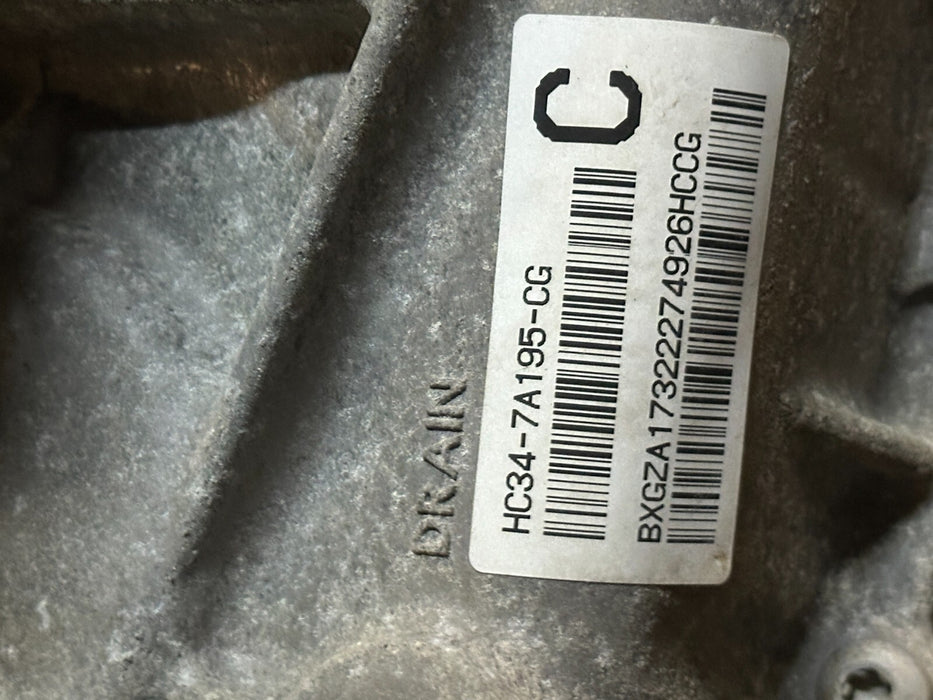 C
HC34-7A195-CG
BXGZA17322274926HCCG
DRAIN